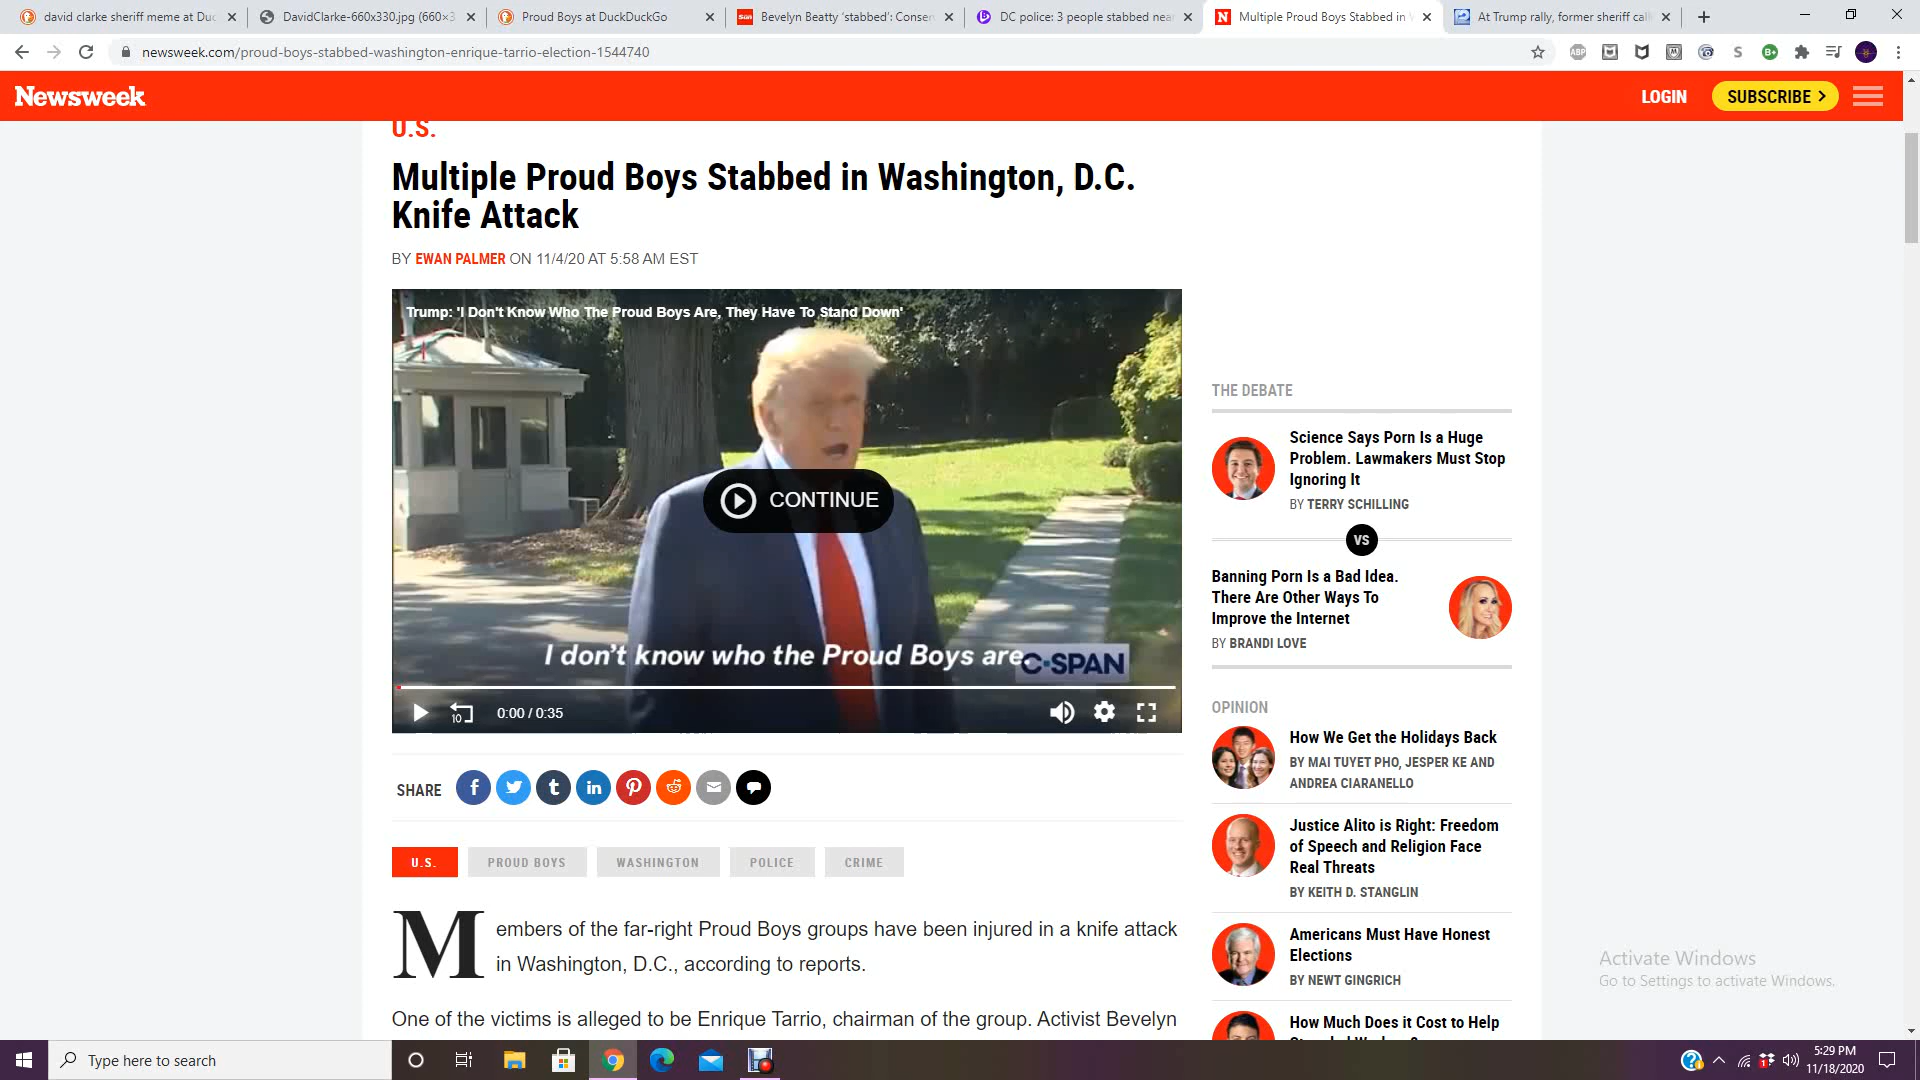 david clarke sheriff meme at Duc
DavidClarke-660x330.jpg (660×3
Proud Boys at DuckDuckGo
Bevelyn Beatty 'stabbed': Conser
DC police: 3 people stabbed nea
Multiple Proud Boys Stabbed in W
At Trump rally, former sheriff call
newsweek.com/proud-boys-stabbed-washington-enrique-tarrio-election-1544740
Newsweek
LOGIN
SUBSCRIBE
U.S.
Multiple Proud Boys Stabbed in Washington, D.C.
Knife Attack
BY EWAN PALMER ON 11/4/20 AT 5:58 AM EST
Trump: 'I Don't Know Who The Proud Boys Are, They Have To Stand Down'
CONTINUE
I don't know who the Proud Boys are.
C-SPAN
10
0:00 / 0:35
SHARE
U.S.
PROUD BOYS
WASHINGTON
POLICE
CRIME
Members of the far-right Proud Boys groups have been injured in a knife attack
in Washington, D.C., according to reports.
One of the victims is alleged to be Enrique Tarrio, chairman of the group. Activist Bevelyn
THE DEBATE
Science Says Porn Is a Huge
Problem. Lawmakers Must Stop
Ignoring It
BY TERRY SCHILLING
VS
Banning Porn Is a Bad Idea.
There Are Other Ways To
Improve the Internet
BY BRANDI LOVE
OPINION
How We Get the Holidays Back
BY MAI TUYET PHO, JESPER KE AND
ANDREA CIARANELLO
Justice Alito is Right: Freedom
of Speech and Religion Face
Real Threats
BY KEITH D. STANGLIN
Americans Must Have Honest
Elections
BY NEWT GINGRICH
How Much Does it Cost to Help
Activate Windows
Go to Settings to activate Windows.
Type here to search
5:29 PM
11/18/2020